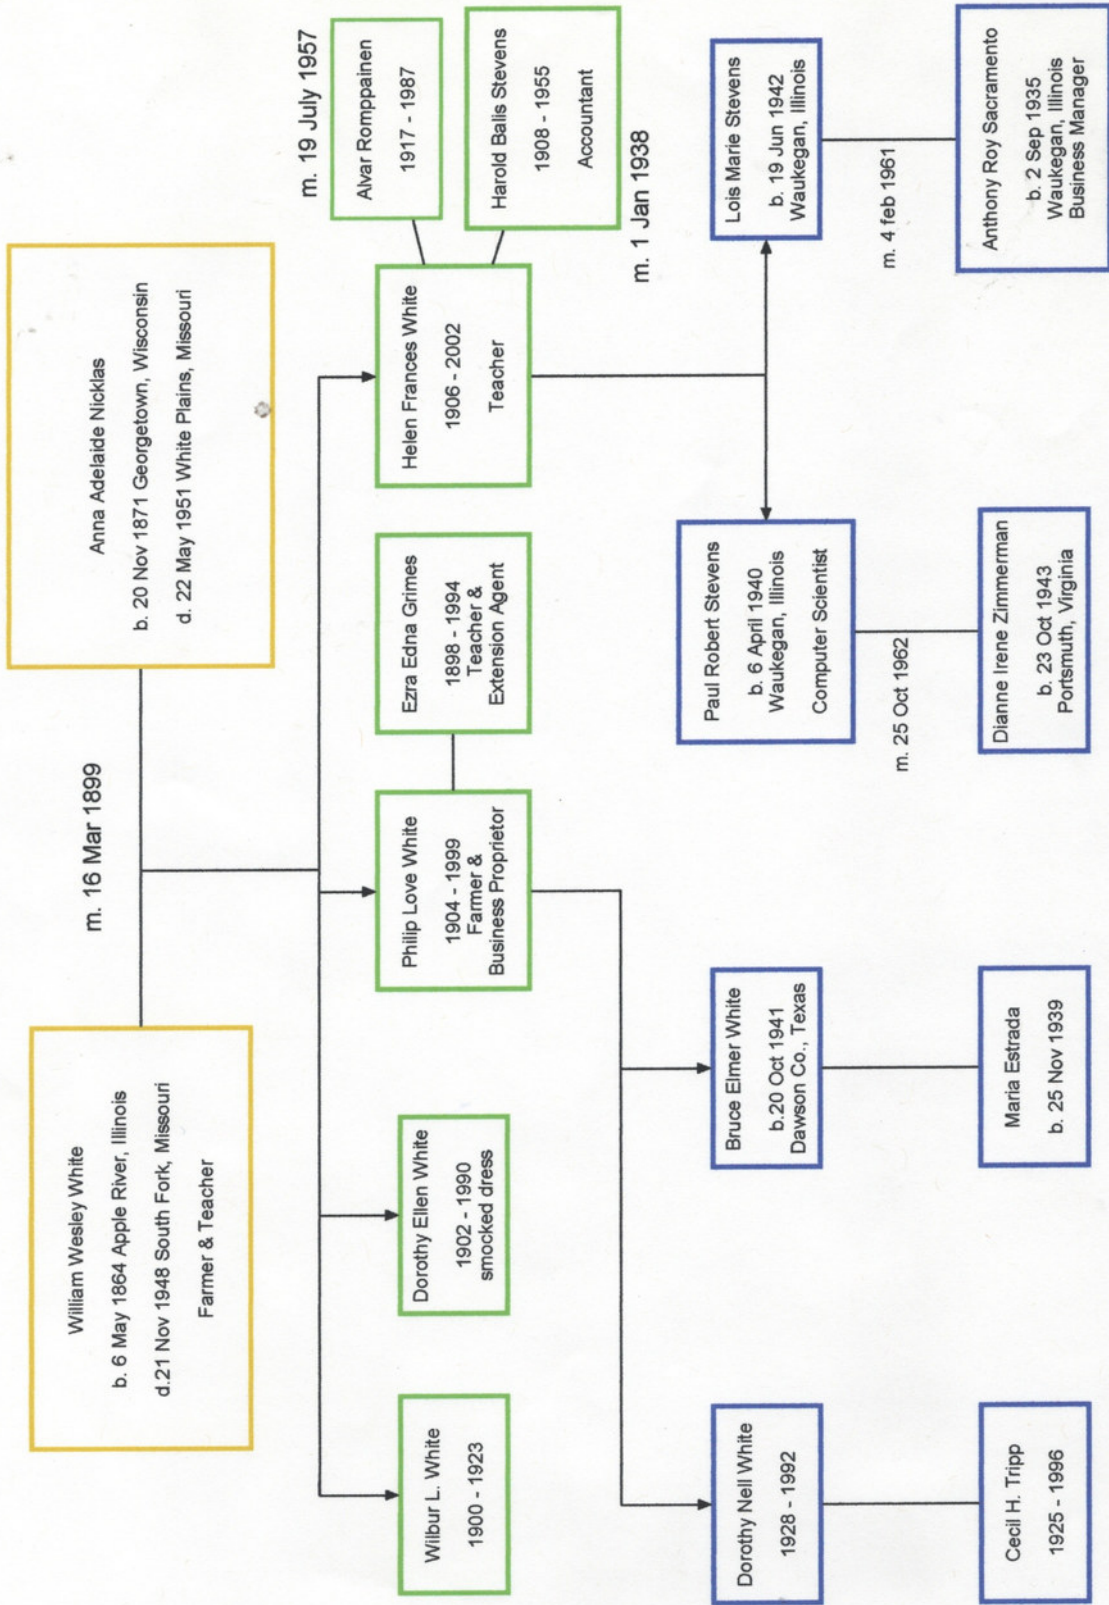 William Wesley White
b. 6 May 1864 Apple River, Illinois
d.21 Nov 1948 South Fork, Missouri
Farmer & Teacher
m. 16 Mar 1899
Anna Adelaide Nicklas
b. 20 Nov 1871 Georgetown, Wisconsin
d. 22 May 1951 White Plains, Missouri
Wilbur L. White
1900 - 1923
Dorothy Ellen White
1902 - 1990
smocked dress
Philip Love White
1904 - 1999
Farmer &
Business Proprietor
Ezra Edna Grimes
1898 - 1994
Teacher &
Extension Agent
Helen Frances White
1906 - 2002
Teacher
m. 19 July 1957
Alvar Romppainen
1917 - 1987
Harold Balis Stevens
1908 - 1955
Accountant
m. 1 Jan 1938
Dorothy Nell White
1928 - 1992
Bruce Elmer White
b.20 Oct 1941
Dawson Co., Texas
Paul Robert Stevens
b. 6 April 1940
Waukegan, Illinois
Computer Scientist
Lois Marie Stevens
b. 19 Jun 1942
Waukegan, Illinois
m. 25 Oct 1962
m. 4 feb 1961
Cecil H. Tripp
1925 - 1996
Maria Estrada
b. 25 Nov 1939
Dianne Irene Zimmerman
b. 23 Oct 1943
Portsmuth, Virginia
Anthony Roy Sacramento
b. 2 Sep 1935
Waukegan, Illinois
Business Manager